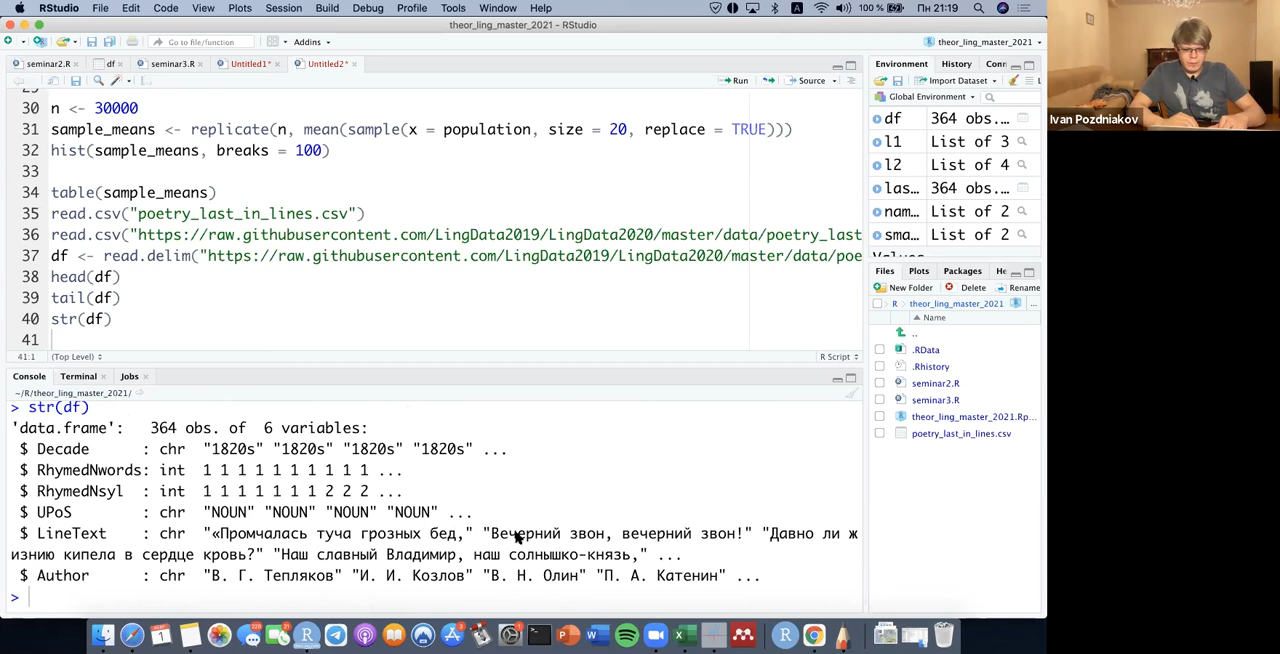 RStudio File Edit Code View Plots Session Build Debug Profile Tools Window Help 100 % Пн 21:19
theor_ling_master_2021 - RStudio
Go to file/function Addins theor_ling_master_2021
seminar2.R df seminar3.R Untitled1* Untitled2*
Run Source
30 n <- 30000
31 sample_means <- replicate(n, mean(sample(x = population, size = 20, replace = TRUE)))
32 hist(sample_means, breaks = 100)
33
34 table(sample_means)
35 read.csv("poetry_last_in_lines.csv")
36 read.csv("https://raw.githubusercontent.com/LingData2019/LingData2020/master/data/poetry_last
37 df <- read.delim("https://raw.githubusercontent.com/LingData2019/LingData2020/master/data/poe
38 head(df)
39 tail(df)
40 str(df)
41
41:1 (Top Level) R Script
Console Terminal Jobs
~/R/theor_ling_master_2021/
> str(df)
'data.frame': 364 obs. of 6 variables:
$ Decade : chr "1820s" "1820s" "1820s" "1820s" ...
$ RhymedNwords: int 1 1 1 1 1 1 1 1 1 1 ...
$ RhymedNsyl : int 1 1 1 1 1 1 1 2 2 2 ...
$ UPoS : chr "NOUN" "NOUN" "NOUN" "NOUN" ...
$ LineText : chr "«Промчалась туча грозных бед," "Вечерний звон, вечерний звон!" "Давно ли ж
изнию кипела в сердце кровь?" "Наш славный Владимир, наш солнышко-князь," ...
$ Author : chr "В. Г. Тепляков" "И. И. Козлов" "В. Н. Олин" "П. А. Катенин" ...
>
Environment History Conn
Import Dataset
Global Environment
df 364 obs...
l1 List of 3
l2 List of 4
las... 364 obs...
nam... List of 2
sma... List of 2
Values
Files Plots Packages He
New Folder Delete Rename
R theor_ling_master_2021 ...
Name
..
.RData
.Rhistory
seminar2.R
seminar3.R
theor_ling_master_2021.Rp...
poetry_last_in_lines.csv
Ivan Pozdniakov